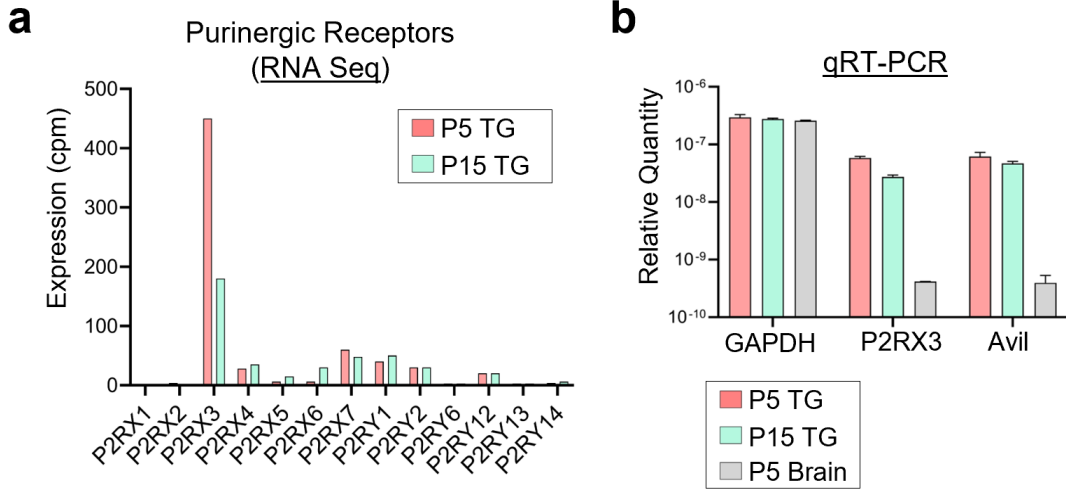 a
Purinergic Receptors
(RNA Seq)
Expression (cpm)
500
400
300
200
100
0
P5 TG
P15 TG
P2RX1
P2RX2
P2RX3
P2RX4
P2RX5
P2RX6
P2RX7
P2RY1
P2RY2
P2RY6
P2RY12
P2RY13
P2RY14
b
qRT-PCR
Relative Quantity
10⁻⁶
10⁻⁷
10⁻⁸
10⁻⁹
10⁻¹⁰
GAPDH
P2RX3
Avil
P5 TG
P15 TG
P5 Brain